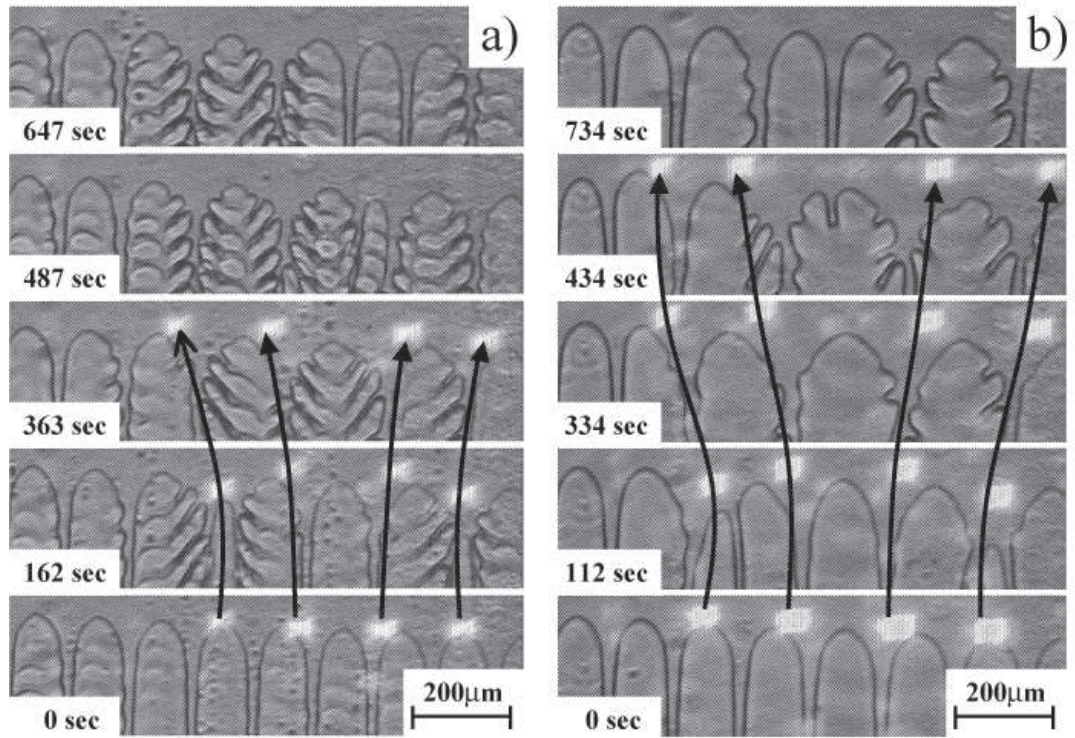 a)
647 sec
487 sec
363 sec
162 sec
0 sec
200μm
b)
734 sec
434 sec
334 sec
112 sec
0 sec
200μm